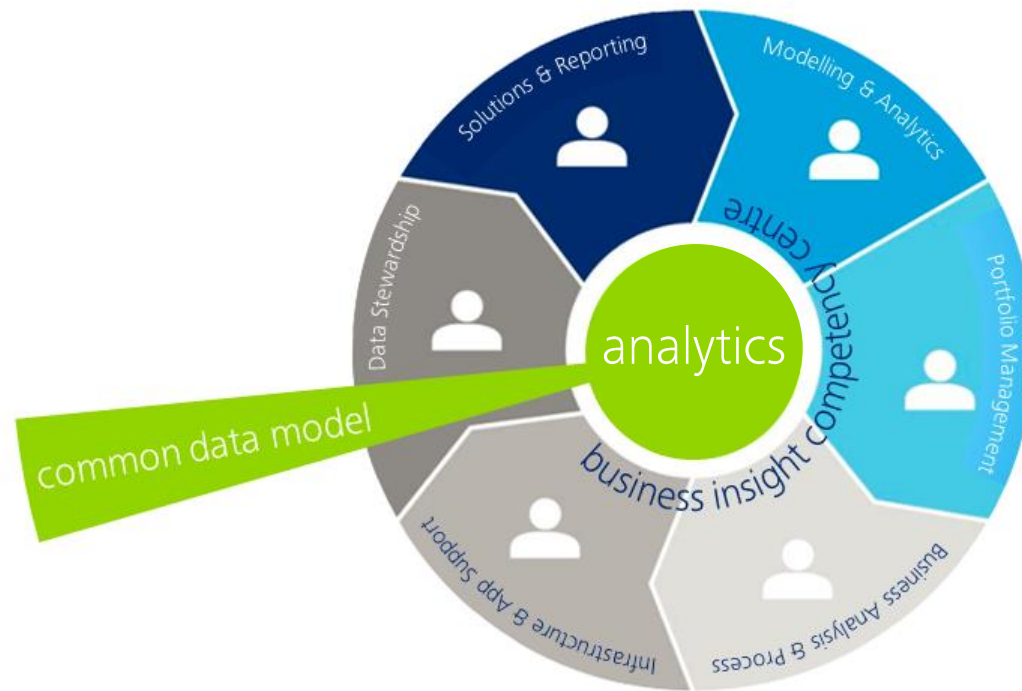 Solutions & Reporting
Modelling & Analytics
Portfolio Management
Business Analysis & Process
Infrastructure & App Support
Data Stewardship
business insight competency centre
analytics
common data model